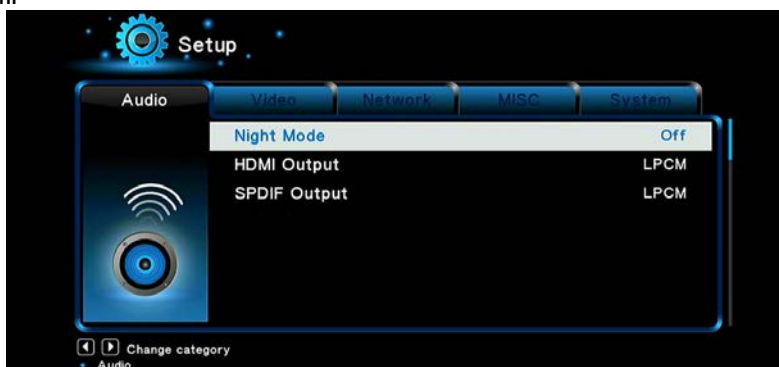 Setup
Audio Video Network MISC System
Night Mode Off
HDMI Output LPCM
SPDIF Output LPCM
Change category
Audio